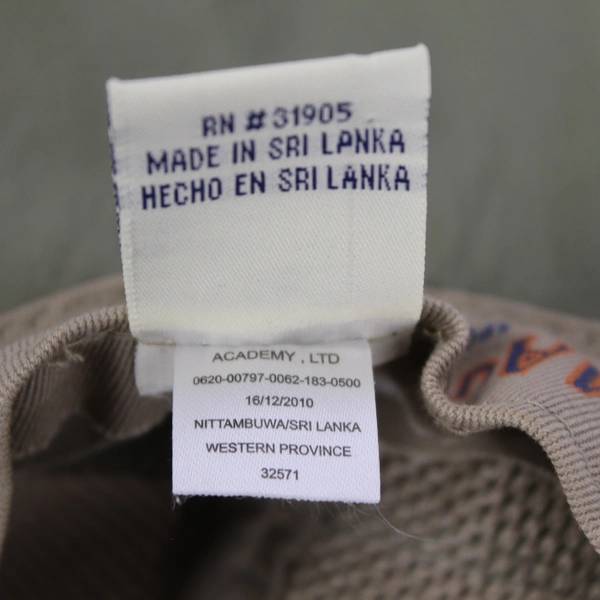 RN # 31905
MADE IN SRI LANKA
HECHO EN SRI LANKA
ACADEMY , LTD
0620-00797-0062-183-0500
16/12/2010
NITTAMBUWA/SRI LANKA
WESTERN PROVINCE
32571